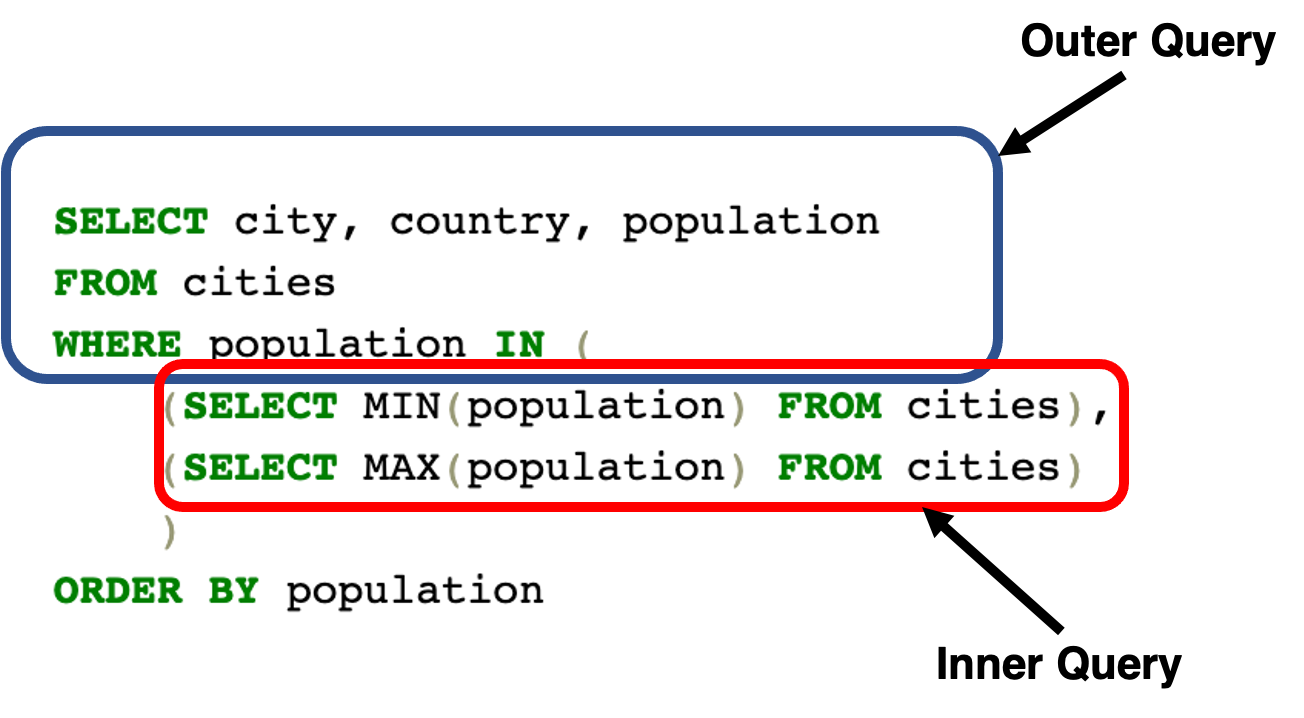 Outer Query
SELECT city, country, population
FROM cities
WHERE population IN (
(SELECT MIN(population) FROM cities),
(SELECT MAX(population) FROM cities)
)
ORDER BY population
Inner Query